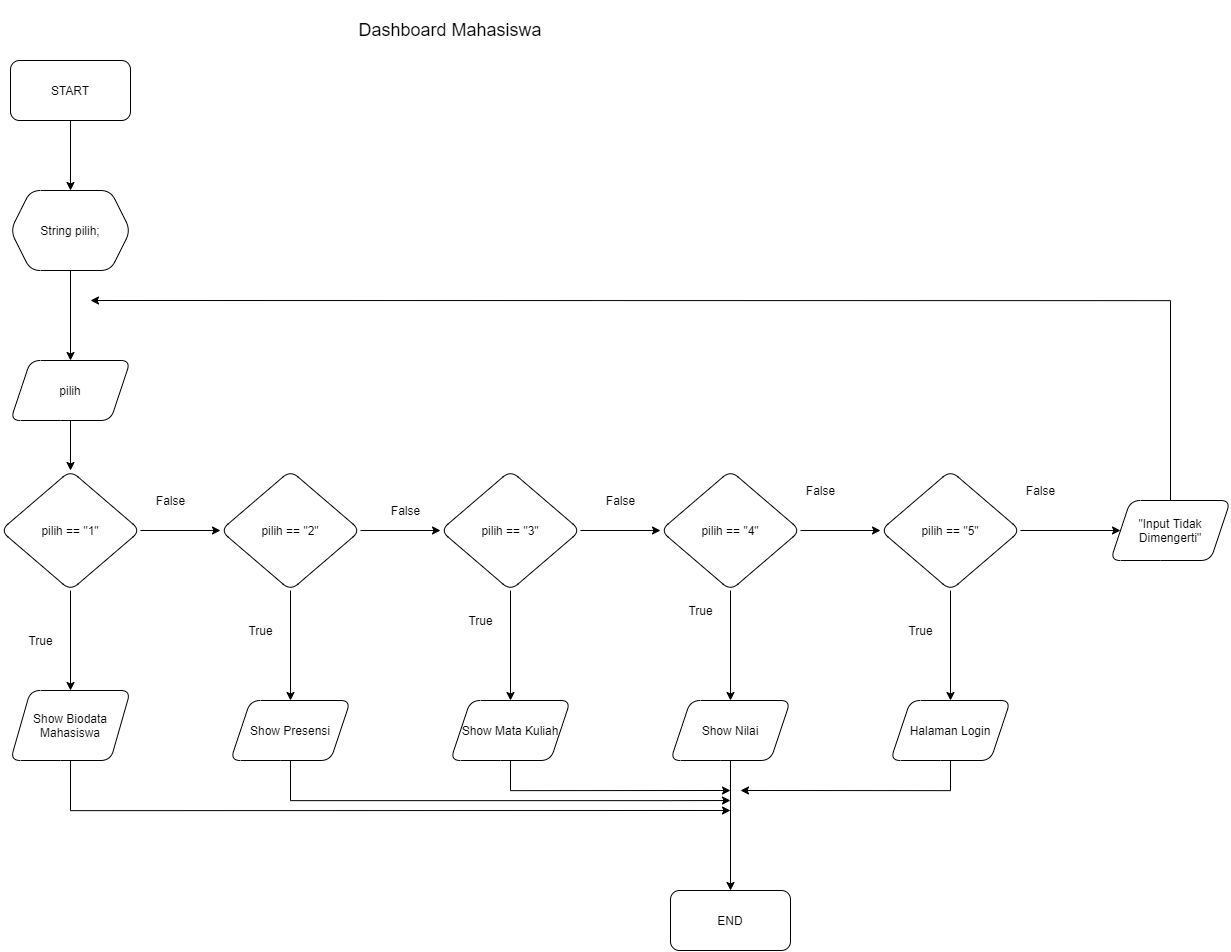 Dashboard Mahasiswa
START
String pilih;
pilih
pilih == "1"
False
pilih == "2"
False
pilih == "3"
False
pilih == "4"
False
pilih == "5"
False
"Input Tidak
Dimengerti"
True
True
True
True
True
Show Biodata
Mahasiswa
Show Presensi
Show Mata Kuliah
Show Nilai
Halaman Login
END